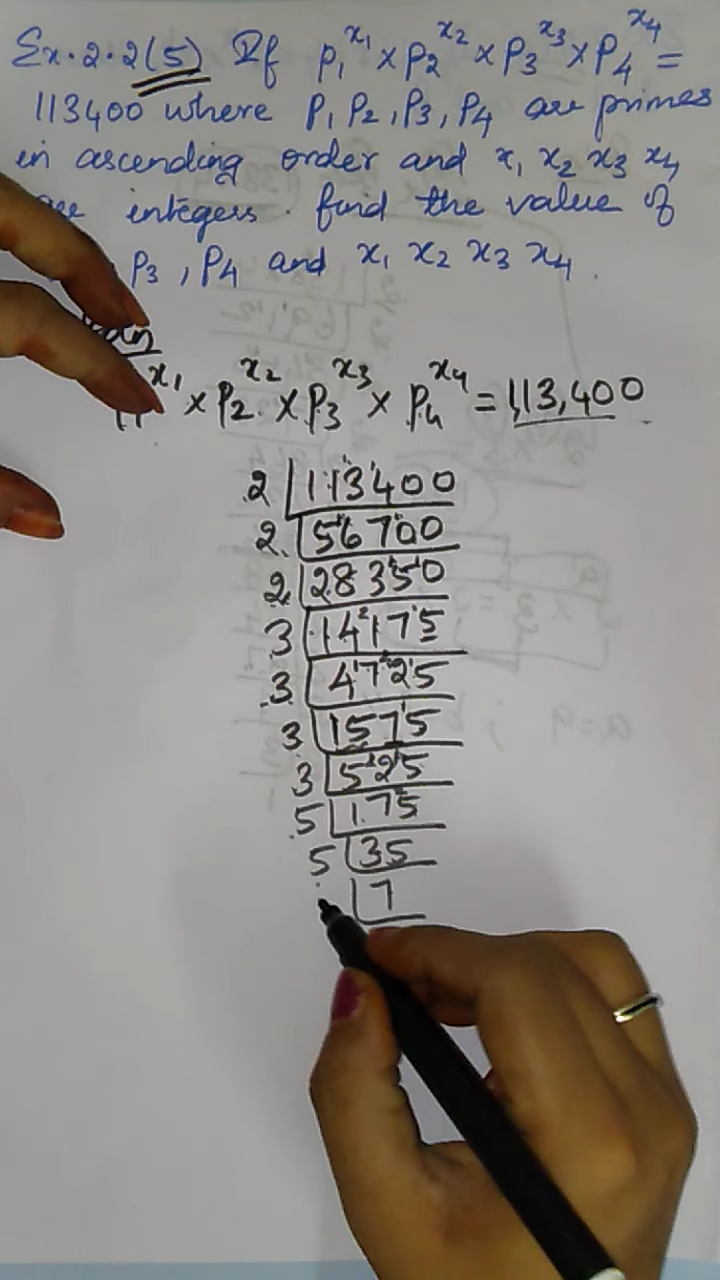 Ex. 2.2(5) If p₁^x₁ × p₂^x₂ × p₃^x₃ × p₄^x₄ =
113400 where p₁ p₂, p₃, p₄ are primes
in ascending order and x₁ x₂ x₃ x₄
integers. find the value of
p₃, p₄ and x₁ x₂ x₃ x₄.
x₁ × p₂^x₂ × p₃^x₃ × p₄^x₄ = 1,13,400
2 | 113400
2 | 56700
2 | 28350
3 | 14175
3 | 4725
3 | 1575
3 | 525
5 | 175
5 | 35
7